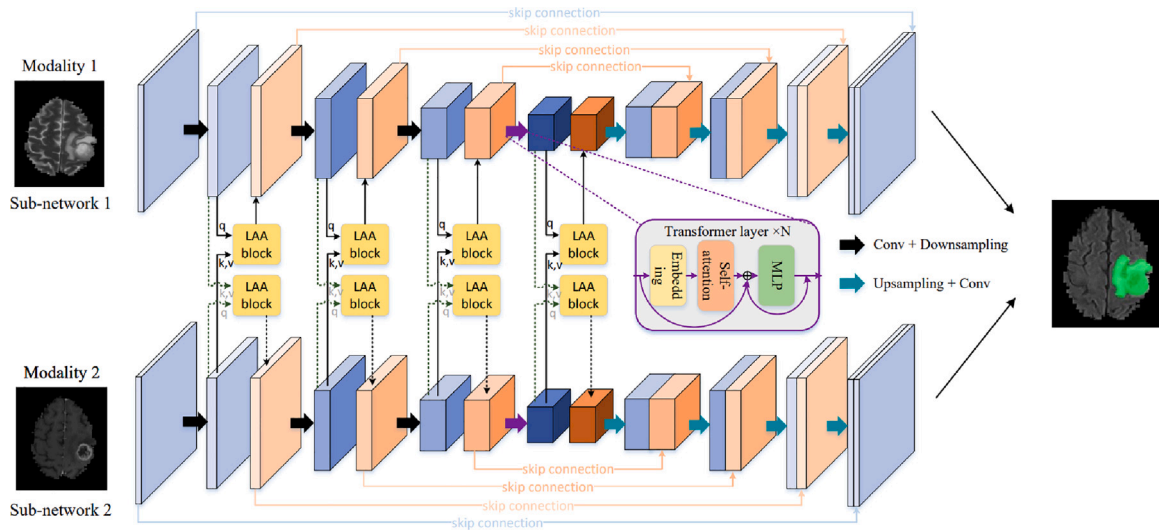 skip connection
skip connection
skip connection
skip connection
Modality 1
Sub-network 1
q
LAA
block
k,v
q
LAA
block
k,v
q
LAA
block
k,v
q
LAA
block
k,v
k,v
LAA
block
q
k,v
LAA
block
q
k,v
LAA
block
q
k,v
LAA
block
q
Transformer layer ×N
Embedd
ing
Self-
attention
MLP
Conv + Downsampling
Upsampling + Conv
Modality 2
Sub-network 2
skip connection
skip connection
skip connection
skip connection